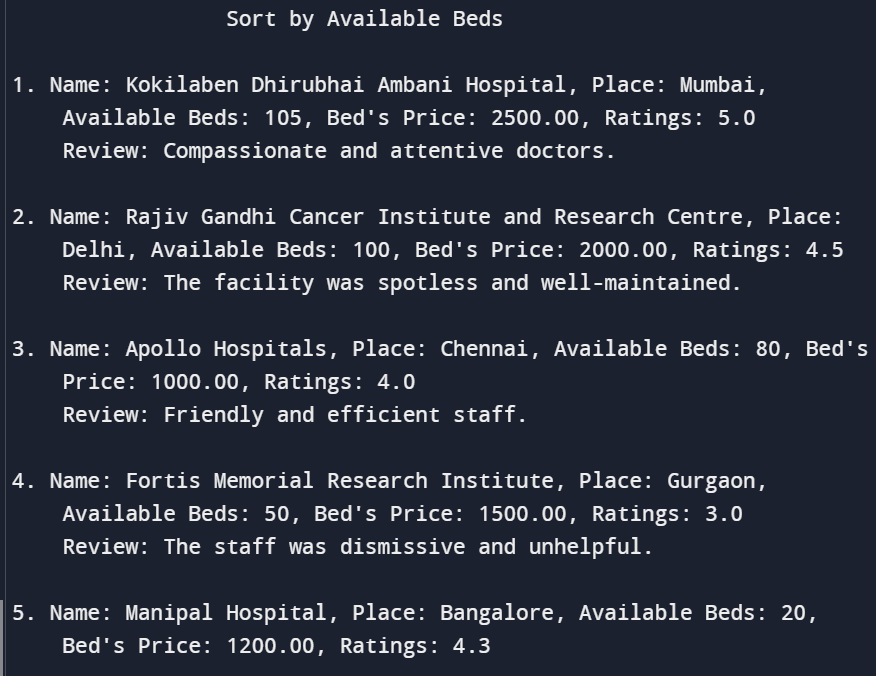 Sort by Available Beds
1. Name: Kokilaben Dhirubhai Ambani Hospital, Place: Mumbai,
Available Beds: 105, Bed's Price: 2500.00, Ratings: 5.0
Review: Compassionate and attentive doctors.
2. Name: Rajiv Gandhi Cancer Institute and Research Centre, Place:
Delhi, Available Beds: 100, Bed's Price: 2000.00, Ratings: 4.5
Review: The facility was spotless and well-maintained.
3. Name: Apollo Hospitals, Place: Chennai, Available Beds: 80, Bed's
Price: 1000.00, Ratings: 4.0
Review: Friendly and efficient staff.
4. Name: Fortis Memorial Research Institute, Place: Gurgaon,
Available Beds: 50, Bed's Price: 1500.00, Ratings: 3.0
Review: The staff was dismissive and unhelpful.
5. Name: Manipal Hospital, Place: Bangalore, Available Beds: 20,
Bed's Price: 1200.00, Ratings: 4.3